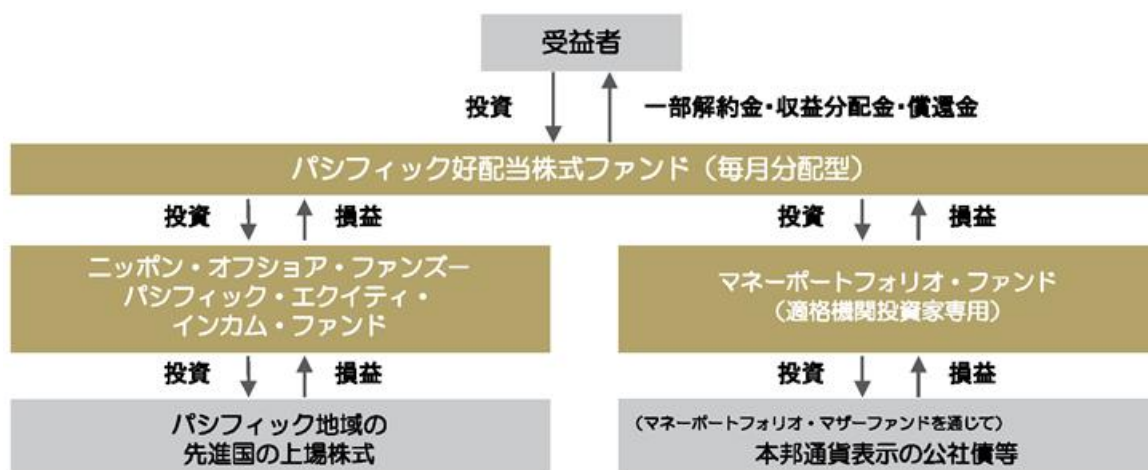 受益者
投資
一部解約金・収益分配金・償還金
パシフィック好配当株式ファンド（毎月分配型）
投資
損益
投資
損益
ニッポン・オフショア・ファンズ－
パシフィック・エクイティ・
インカム・ファンド
マネーポートフォリオ・ファンド
（適格機関投資家専用）
投資
損益
投資
損益
パシフィック地域の
先進国の上場株式
（マネーポートフォリオ・マザーファンドを通じて）
本邦通貨表示の公社債等